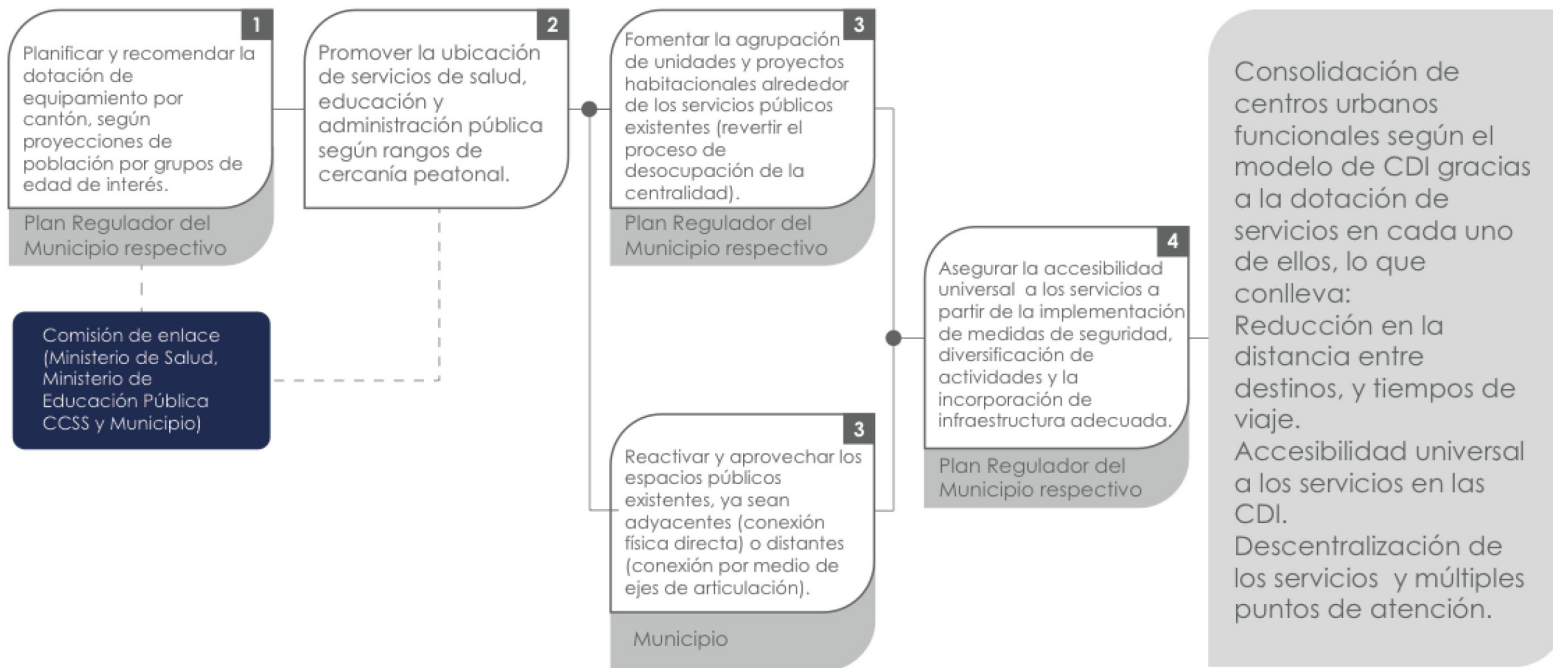 1
Planificar y recomendar la
dotación de
equipamiento por
cantón, según
proyecciones de
población por grupos de
edad de interés.
Plan Regulador del
Municipio respectivo
Comisión de enlace
(Ministerio de Salud,
Ministerio de
Educación Pública
CCSS y Municipio)
2
Promover la ubicación
de servicios de salud,
educación y
administración pública
según rangos de
cercanía peatonal.
3
Fomentar la agrupación
de unidades y proyectos
habitacionales alrededor
de los servicios públicos
existentes (revertir el
proceso de
desocupación de la
centralidad).
Plan Regulador del
Municipio respectivo
3
Reactivar y aprovechar los
espacios públicos
existentes, ya sean
adyacentes (conexión
física directa) o distantes
(conexión por medio de
ejes de articulación).
Municipio
4
Asegurar la accesibilidad
universal a los servicios a
partir de la implementación
de medidas de seguridad,
diversificación de
actividades y la
incorporación de
infraestructura adecuada.
Plan Regulador del
Municipio respectivo
Consolidación de
centros urbanos
funcionales según el
modelo de CDI gracias
a la dotación de
servicios en cada uno
de ellos, lo que
conlleva:
Reducción en la
distancia entre
destinos, y tiempos de
viaje.
Accesibilidad universal
a los servicios en las
CDI.
Descentralización de
los servicios y múltiples
puntos de atención.